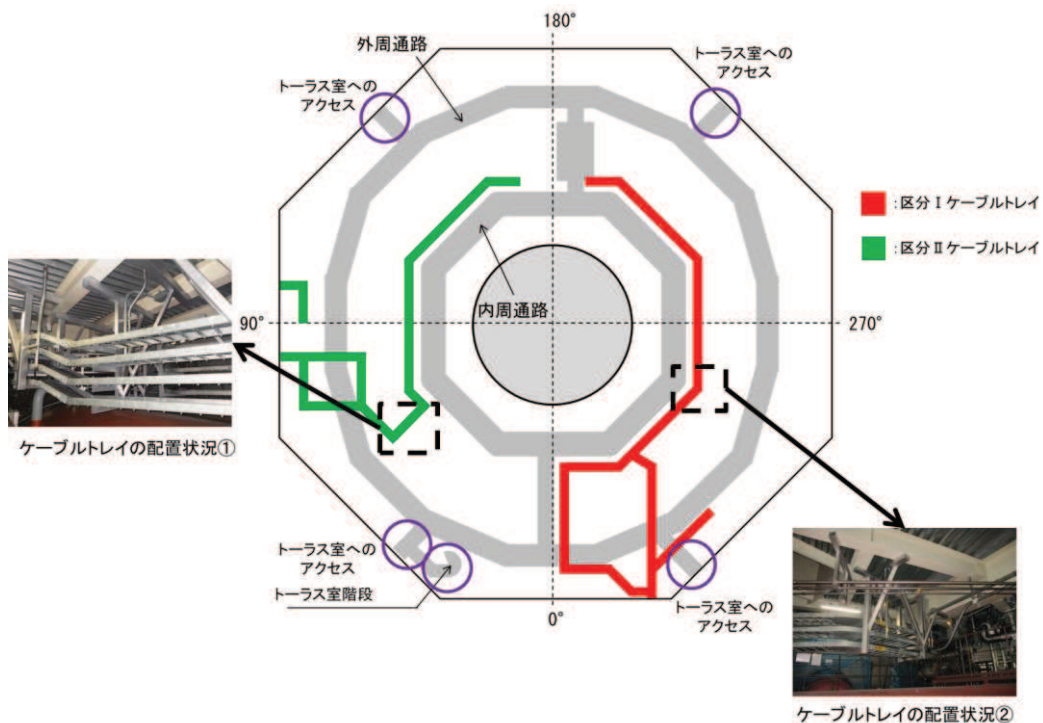 180°
外周通路
トーラス室への
アクセス
トーラス室への
アクセス
:区分Ⅰケーブルトレイ
:区分Ⅱケーブルトレイ
内周通路
90°
270°
ケーブルトレイの配置状況①
トーラス室への
アクセス
トーラス室階段
0°
トーラス室への
アクセス
ケーブルトレイの配置状況②